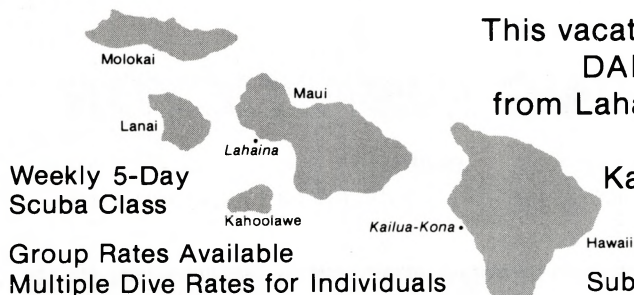 This vacat
DAI
from Laha
Molokai
Maui
Lanai
Lahaina
Weekly 5-Day
Scuba Class
Ka
Kahoolawe
Kailua-Kona
Hawaii
Group Rates Available
Multiple Dive Rates for Individuals
Sub